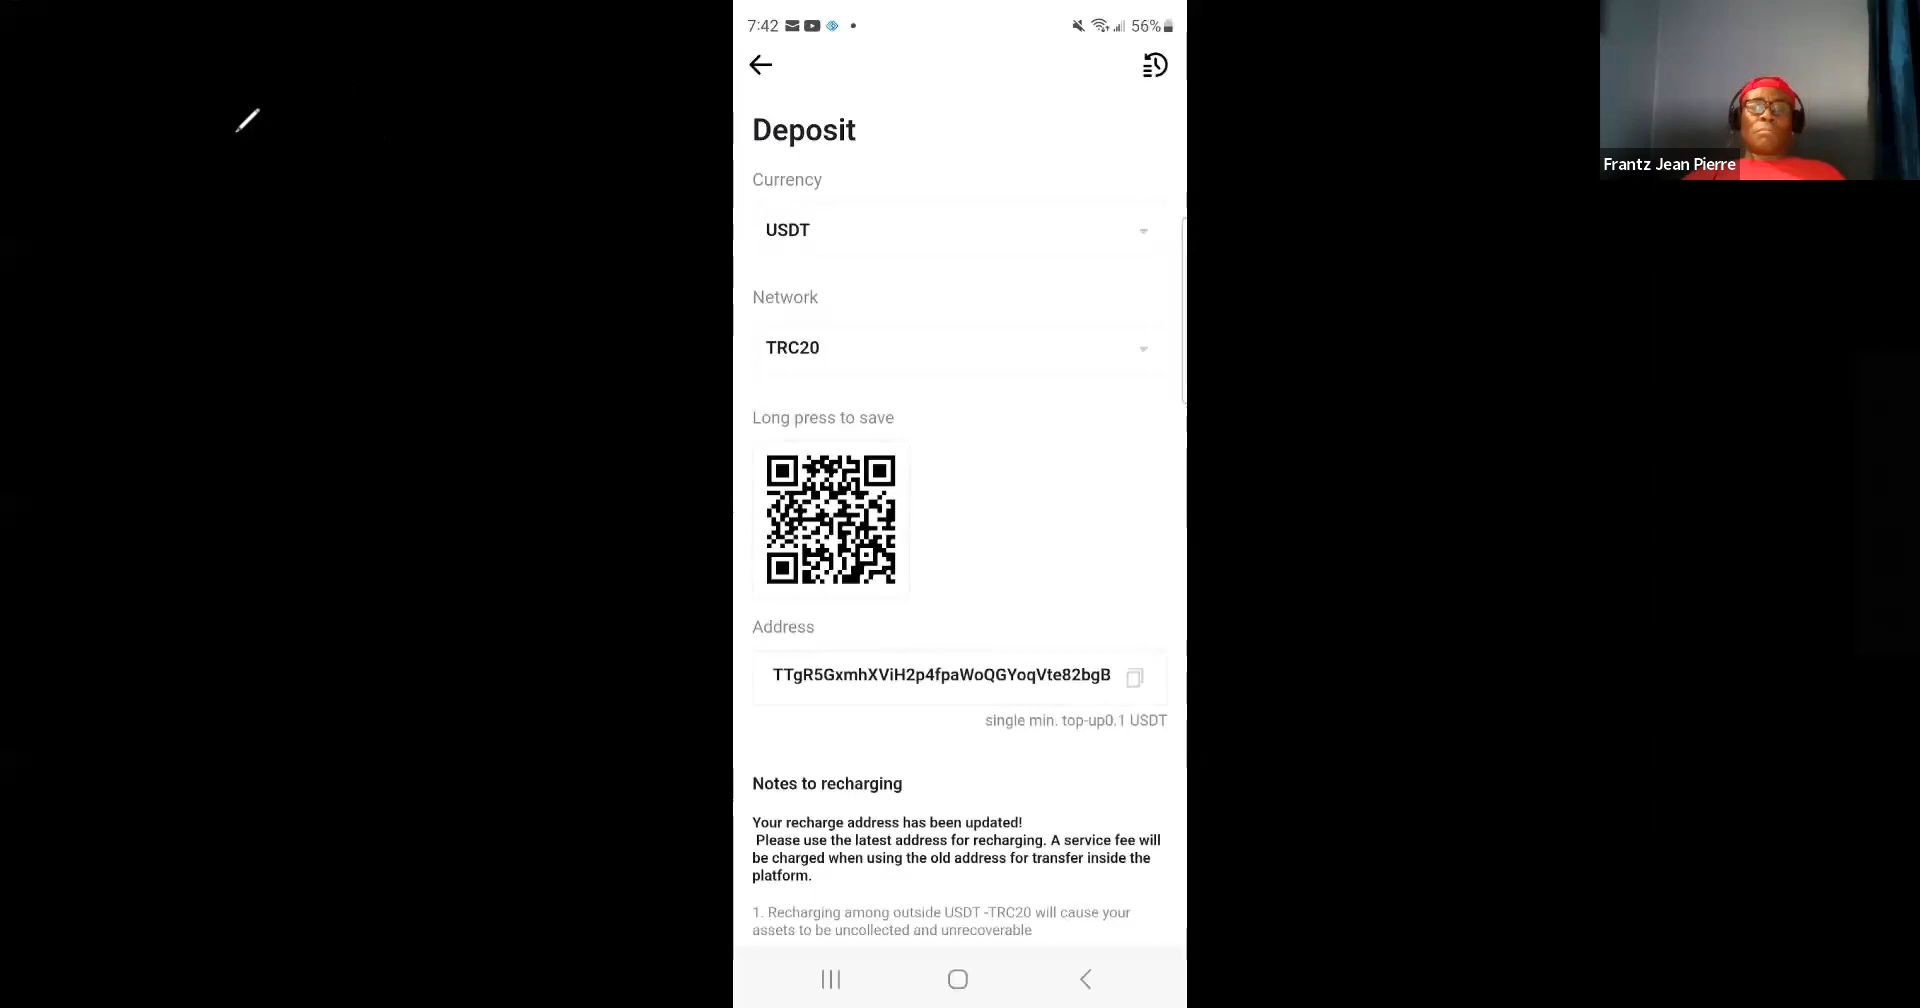 7:42
56%
Deposit
Currency
USDT
Network
TRC20
Long press to save
Address
TTgR5GxmhXViH2p4fpaWoQGYoqVte82bgB
single min. top-up0.1 USDT
Notes to recharging
Your recharge address has been updated!
Please use the latest address for recharging. A service fee will
be charged when using the old address for transfer inside the
platform.
1. Recharging among outside USDT -TRC20 will cause your
assets to be uncollected and unrecoverable
Frantz Jean Pierre